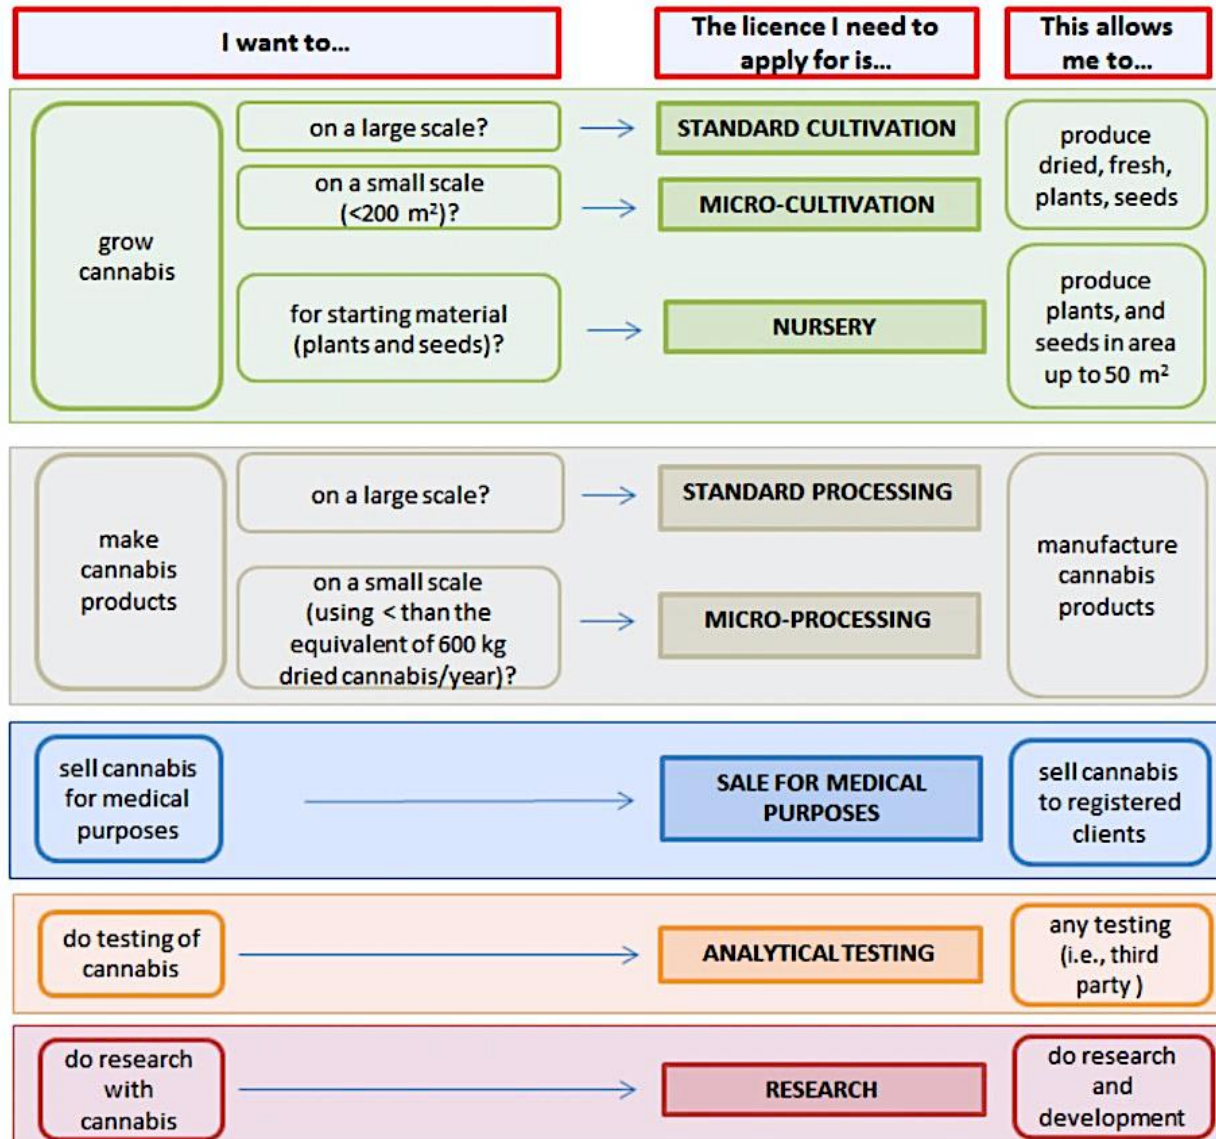 I want to...
The licence I need to
apply for is...
This allows
me to...
grow
cannabis
on a large scale?
STANDARD CULTIVATION
on a small scale
(<200 m²)?
MICRO-CULTIVATION
produce
dried, fresh,
plants, seeds
for starting material
(plants and seeds)?
NURSERY
produce
plants, and
seeds in area
up to 50 m²
make
cannabis
products
on a large scale?
STANDARD PROCESSING
on a small scale
(using < than the
equivalent of 600 kg
dried cannabis/year)?
MICRO-PROCESSING
manufacture
cannabis
products
sell cannabis
for medical
purposes
SALE FOR MEDICAL
PURPOSES
sell cannabis
to registered
clients
do testing of
cannabis
ANALYTICAL TESTING
any testing
(i.e., third
party )
do research
with
cannabis
RESEARCH
do research
and
development